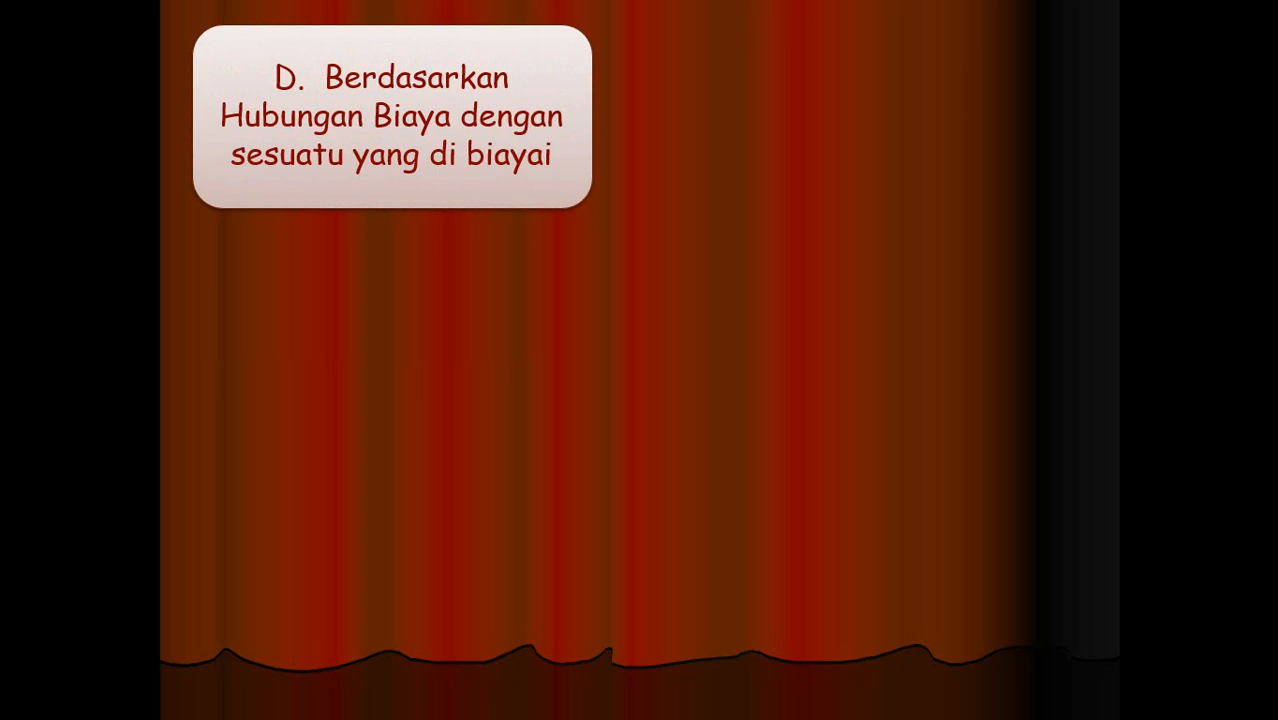 D. Berdasarkan
Hubungan Biaya dengan
sesuatu yang di biayai